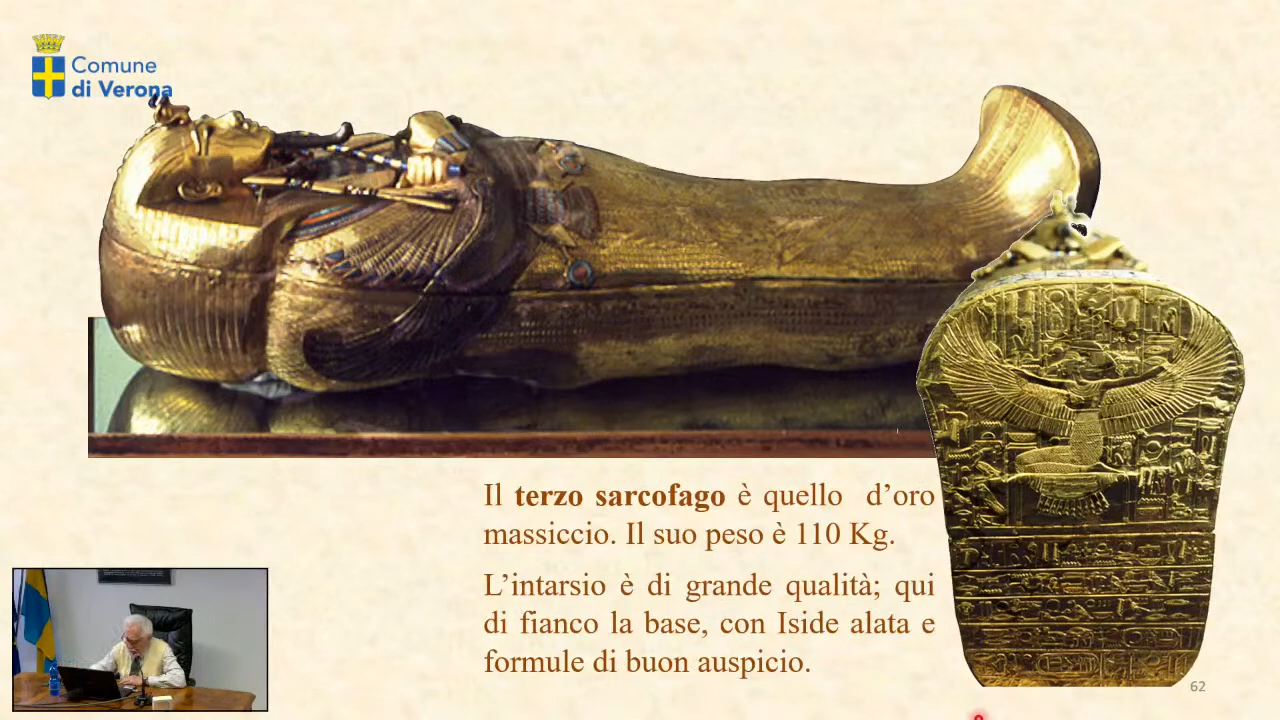 Comune
di Verona
Il terzo sarcofago è quello d’oro
massiccio. Il suo peso è 110 Kg.
L’intarsio è di grande qualità; qui
di fianco la base, con Iside alata e
formule di buon auspicio.
62